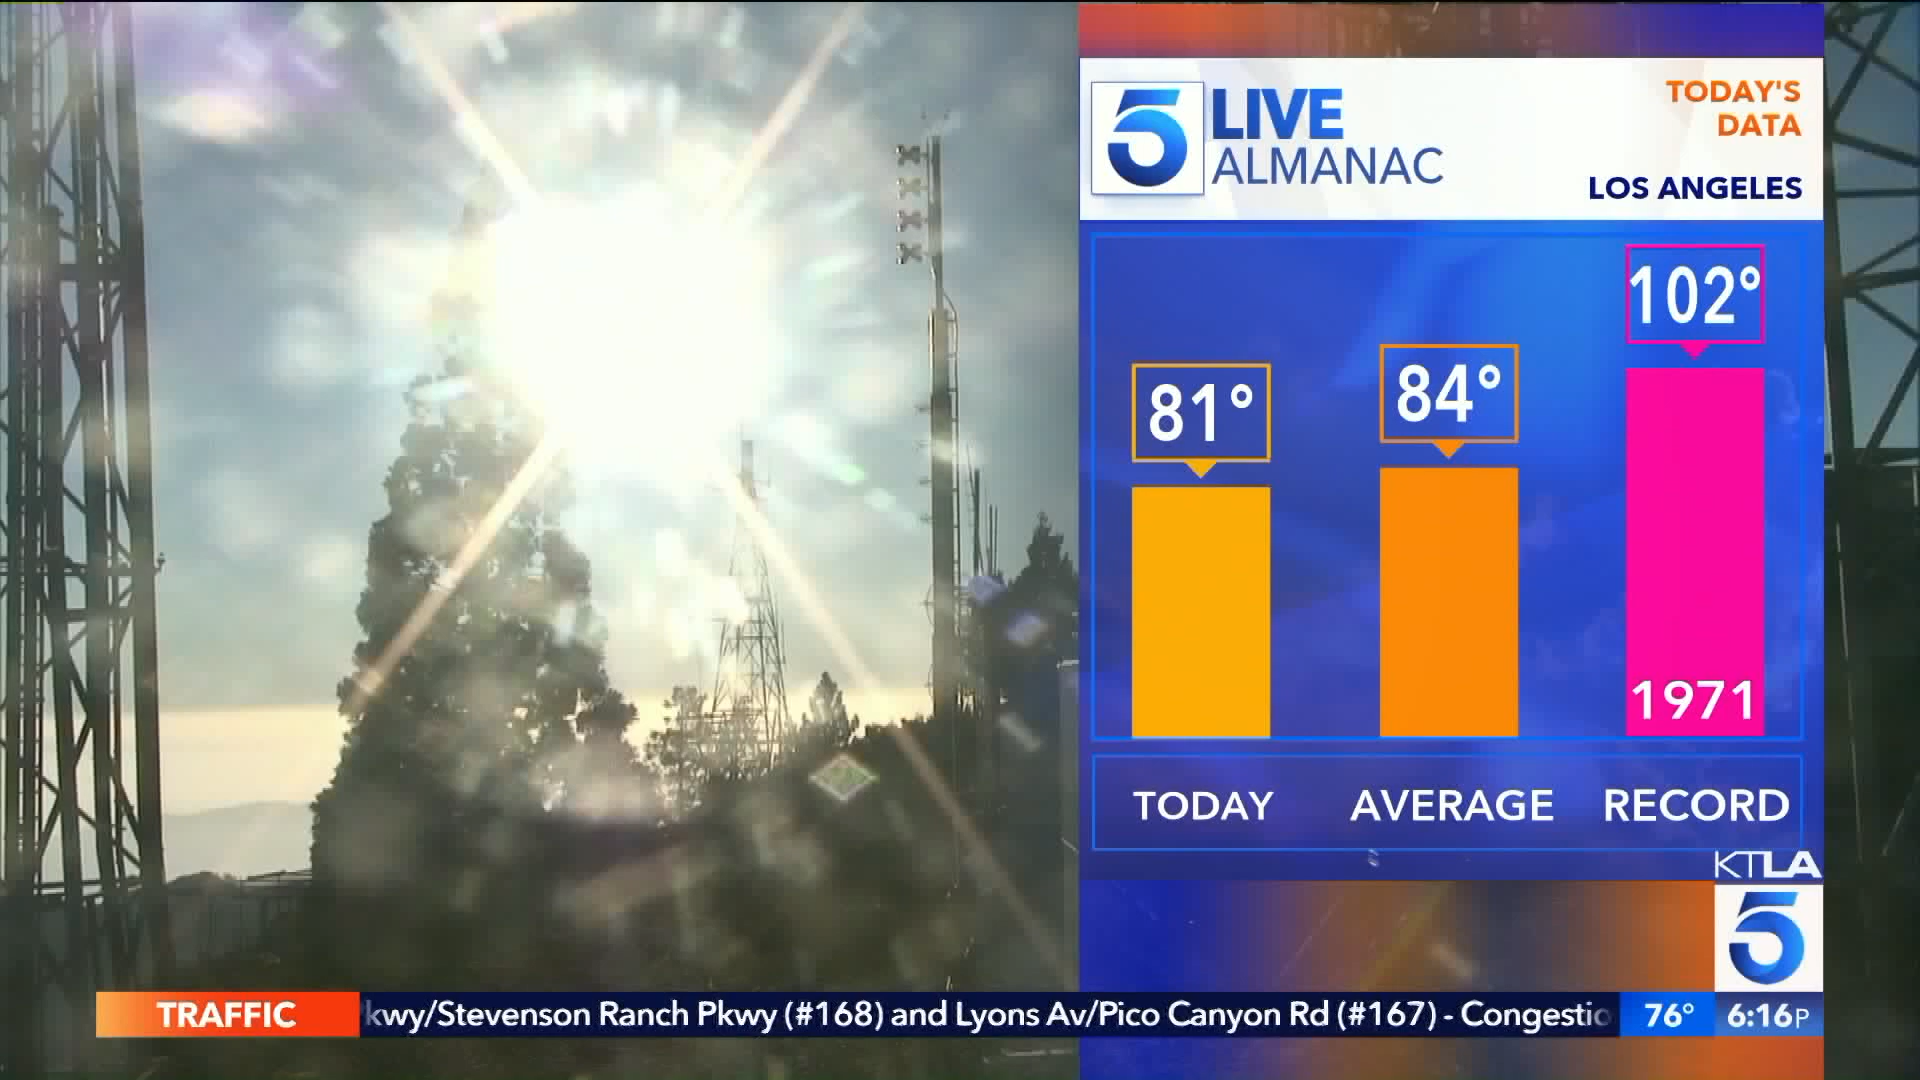 5 LIVE
ALMANAC
TODAY'S
DATA
LOS ANGELES
81° 84° 102°
1971
TODAY AVERAGE RECORD
KTLA
5
TRAFFIC kwy/Stevenson Ranch Pkwy (#168) and Lyons Av/Pico Canyon Rd (#167) - Congestio 76° 6:16P